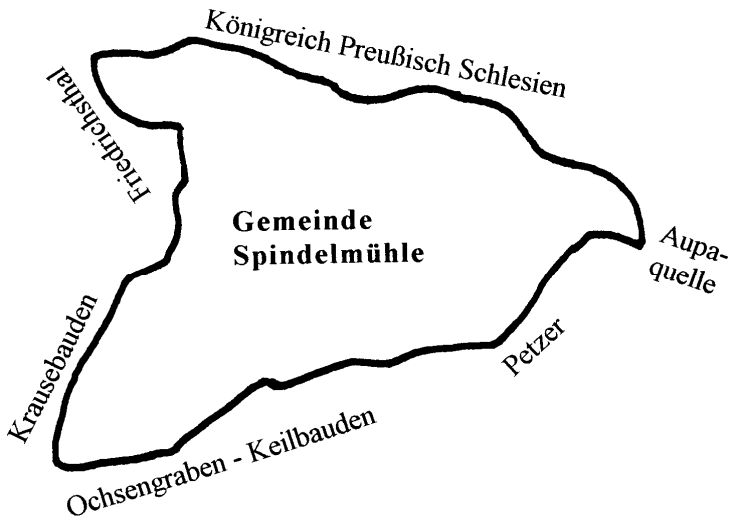 Königreich Preußisch Schlesien
Friedrichsthal
Gemeinde
Spindelmühle
Aupa-
quelle
Krausebauden
Petzer
Ochsengraben - Keilbauden